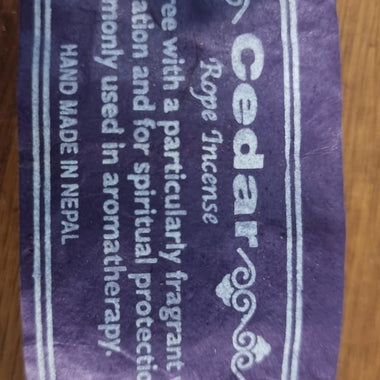 Cedar
Rope Incense
ree with a particularly fragrant
ation and for spiritual protectio
monly used in aromatherapy.
HAND MADE IN NEPAL